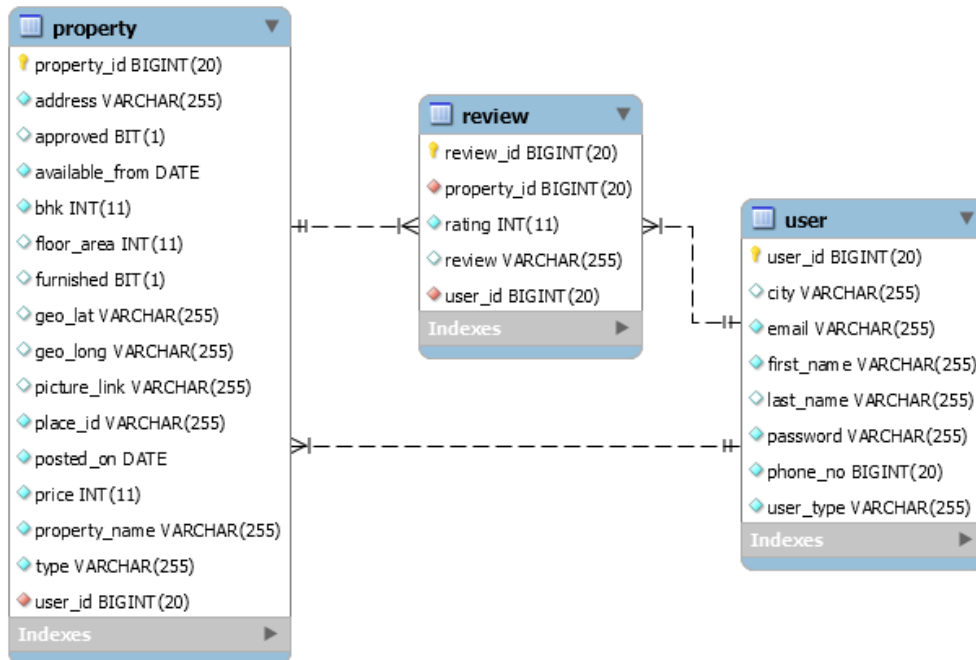 property
property_id BIGINT(20)
address VARCHAR(255)
approved BIT(1)
available_from DATE
bhk INT(11)
floor_area INT(11)
furnished BIT(1)
geo_lat VARCHAR(255)
geo_long VARCHAR(255)
picture_link VARCHAR(255)
place_id VARCHAR(255)
posted_on DATE
price INT(11)
property_name VARCHAR(255)
type VARCHAR(255)
user_id BIGINT(20)
Indexes
review
review_id BIGINT(20)
property_id BIGINT(20)
rating INT(11)
review VARCHAR(255)
user_id BIGINT(20)
Indexes
user
user_id BIGINT(20)
city VARCHAR(255)
email VARCHAR(255)
first_name VARCHAR(255)
last_name VARCHAR(255)
password VARCHAR(255)
phone_no BIGINT(20)
user_type VARCHAR(255)
Indexes